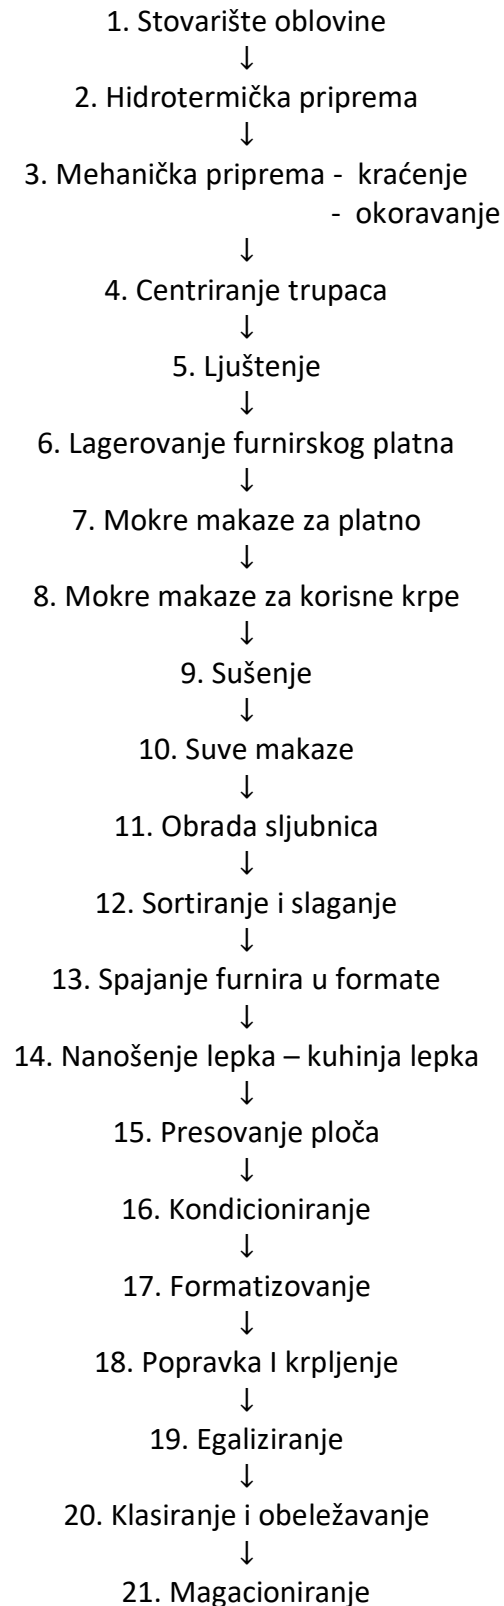 1. Stovarište oblovine
↓
2. Hidrotermička priprema
↓
3. Mehanička priprema - kraćenje
- okoravanje
↓
4. Centriranje trupaca
↓
5. Ljuštenje
↓
6. Lagerovanje furnirskog platna
↓
7. Mokre makaze za platno
↓
8. Mokre makaze za korisne krpe
↓
9. Sušenje
↓
10. Suve makaze
↓
11. Obrada sljubnica
↓
12. Sortiranje i slaganje
↓
13. Spajanje furnira u formate
↓
14. Nanošenje lepka – kuhinja lepka
↓
15. Presovanje ploča
↓
16. Kondicioniranje
↓
17. Formatizovanje
↓
18. Popravka I krpljenje
↓
19. Egaliziranje
↓
20. Klasiranje i obeležavanje
↓
21. Magacioniranje